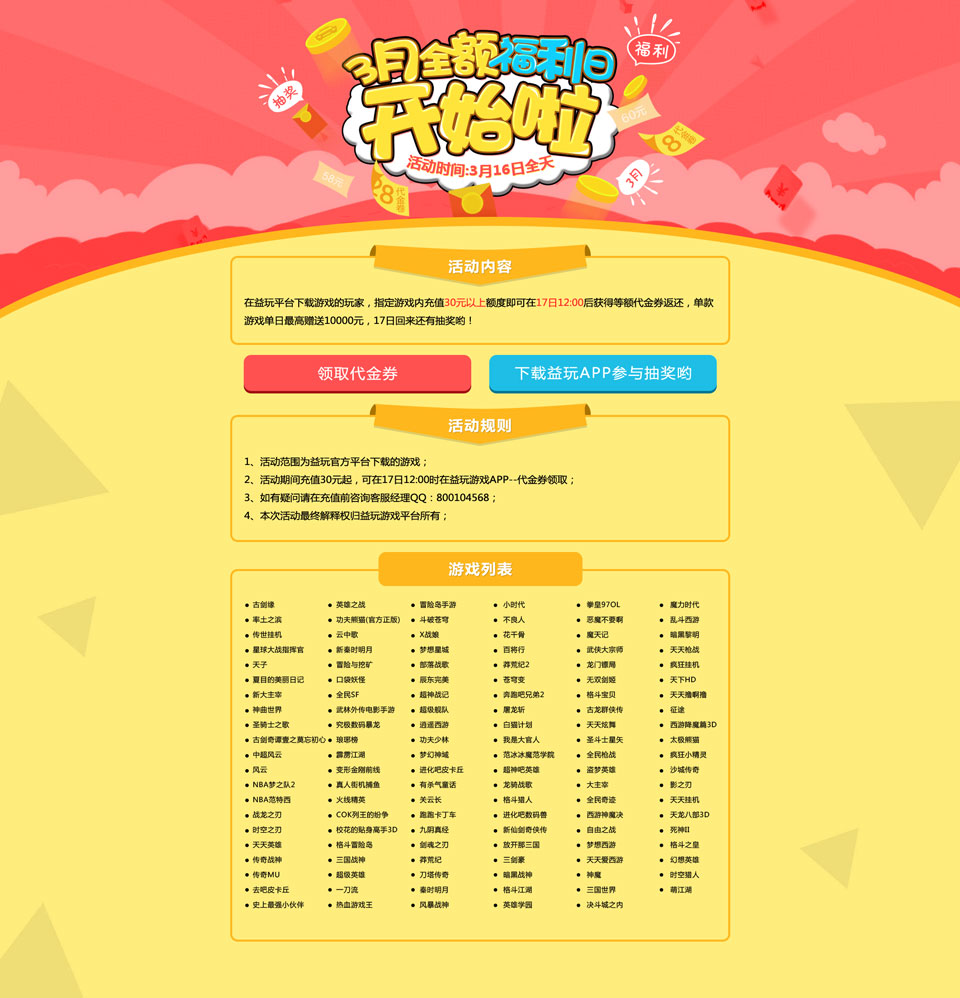 3月全额福利日
开始啦
活动时间:3月16日全天
抽奖
福利
60元
58元
代金券
3月
活动内容
在益玩平台下载游戏的玩家，指定游戏内充值30元以上额度即可在17日12:00后获得等额代金券返还，单款
游戏单日最高赠送10000元，17日回来还有抽奖哟！
领取代金券 下载益玩APP参与抽奖哟
活动规则
1、活动范围为益玩官方平台下载的游戏；
2、活动期间充值30元起，可在17日12:00时在益玩游戏APP--代金券领取；
3、如有疑问请在充值前咨询客服经理QQ：800104568；
4、本次活动最终解释权归益玩游戏平台所有；
游戏列表
古剑缘 英雄之战 冒险岛手游 小时代 拳皇97OL 魔力时代
率土之滨 功夫熊猫(官方正版) 斗破苍穹 不良人 恶魔不要啊 乱斗西游
传世挂机 云中歌 X战娘 花千骨 魔天记 暗黑黎明
星球大战指挥官 新秦时明月 梦想星城 百将行 武侠大宗师 天天枪战
天子 冒险与挖矿 部落战歌 莽荒纪2 龙门镖局 疯狂挂机
夏目的美丽日记 口袋妖怪 辰东完美 苍穹变 无双剑姬 天下HD
新大主宰 全民SF 超神战记 奔跑吧兄弟2 格斗宝贝 天天撸啊撸
神曲世界 武林外传电影手游 超级舰队 屠龙斩 古龙群侠传 征途
圣骑士之歌 究极数码暴龙 逍遥西游 白猫计划 天天炫舞 西游降魔篇3D
古剑奇谭壹之莫忘初心 琅琊榜 功夫少林 我是大官人 圣斗士星矢 太极熊猫
中超风云 霹雳江湖 梦幻神域 范冰冰魔范学院 全民枪战 疯狂小精灵
风云 变形金刚前线 进化吧皮卡丘 超神吧英雄 盗梦英雄 沙城传奇
NBA梦之队2 真人街机捕鱼 有杀气童话 龙骑战歌 大主宰 影之刃
NBA范特西 火线精英 关云长 格斗猎人 全民奇迹 天天挂机
战龙之刃 COK列王的纷争 跑跑卡丁车 进化吧数码兽 西游神魔决 天龙八部3D
时空之刃 校花的贴身高手3D 九阴真经 新仙剑奇侠传 自由之战 死神II
天天英雄 格斗冒险岛 剑魂之刃 放开那三国 梦想西游 格斗之皇
传奇战神 三国战神 莽荒纪 三剑豪 天天爱西游 幻想英雄
传奇MU 超级英雄 刀塔传奇 暗黑战神 神魔 时空猎人
去吧皮卡丘 一刀流 秦时明月 格斗江湖 三国世界 萌江湖
史上最强小伙伴 热血游戏王 风暴战神 英雄学园 决斗城之内